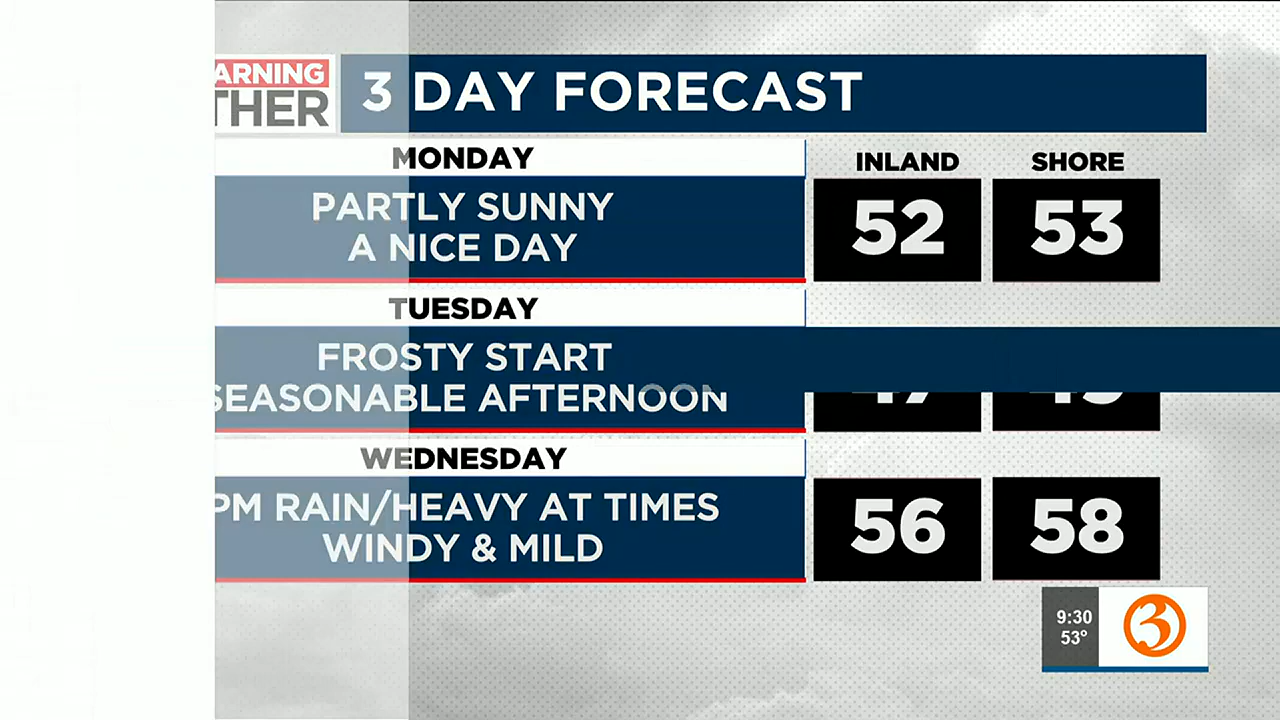 ARNING
THER
3 DAY FORECAST
MONDAY
INLAND
SHORE
PARTLY SUNNY
A NICE DAY
52
53
TUESDAY
FROSTY START
SEASONABLE AFTERNOON
WEDNESDAY
PM RAIN/HEAVY AT TIMES
WINDY & MILD
56
58
9:30
53°
3